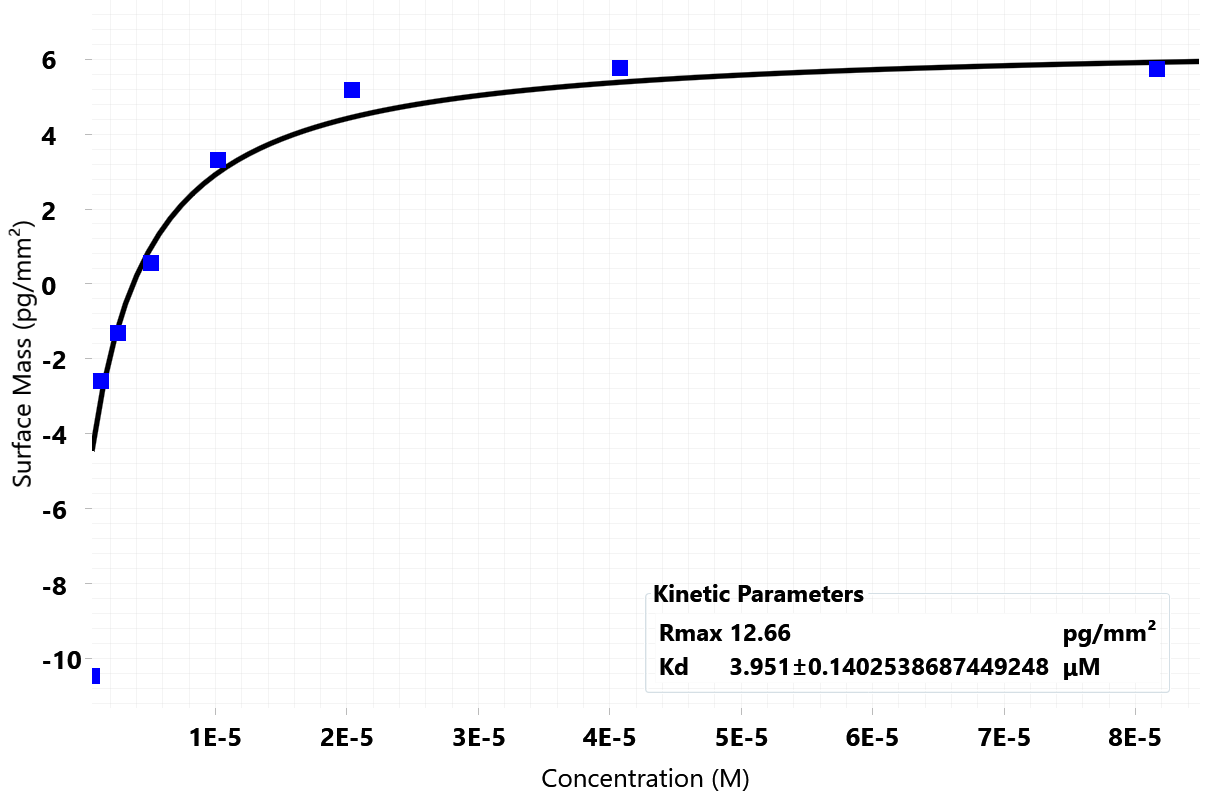 6
4
2
0
-2
-4
-6
-8
-10
Surface Mass (pg/mm²)
Kinetic Parameters
Rmax 12.66 pg/mm²
Kd 3.951±0.1402538687449248 µM
1E-5 2E-5 3E-5 4E-5 5E-5 6E-5 7E-5 8E-5
Concentration (M)